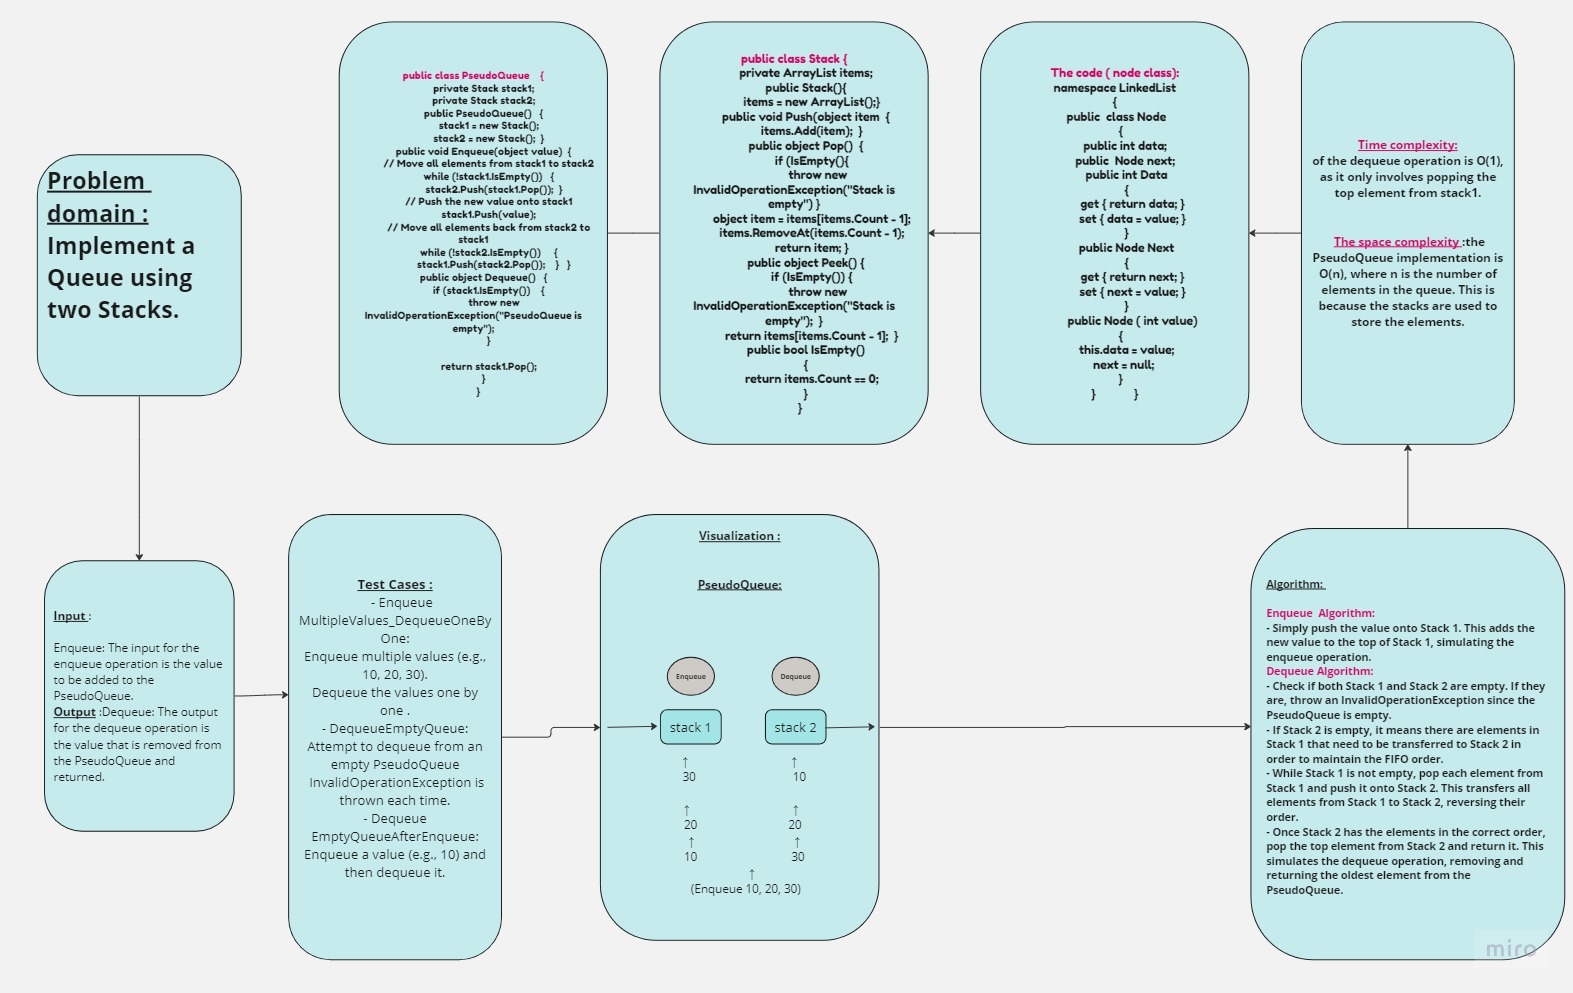 Problem
domain :
Implement a
Queue using
two Stacks.
Input :
Enqueue: The input for the
enqueue operation is the value
to be added to the
PseudoQueue.
Output :Dequeue: The output
for the dequeue operation is
the value that is removed from
the PseudoQueue and
returned.
Test Cases :
- Enqueue
MultipleValues_DequeueOneBy
One:
Enqueue multiple values (e.g.,
10, 20, 30).
Dequeue the values one by
one .
- DequeueEmptyQueue:
Attempt to dequeue from an
empty PseudoQueue
InvalidOperationException is
thrown each time.
- Dequeue
EmptyQueueAfterEnqueue:
Enqueue a value (e.g., 10) and
then dequeue it.
Visualization :
PseudoQueue:
Enqueue Dequeue
stack 1 stack 2
↑ ↑
30 10
↑ ↑
20 20
↑ ↑
10 30
↑
(Enqueue 10, 20, 30)
Algorithm:
Enqueue Algorithm:
- Simply push the value onto Stack 1. This adds the
new value to the top of Stack 1, simulating the
enqueue operation.
Dequeue Algorithm:
- Check if both Stack 1 and Stack 2 are empty. If they
are, throw an InvalidOperationException since the
PseudoQueue is empty.
- If Stack 2 is empty, it means there are elements in
Stack 1 that need to be transferred to Stack 2 in
order to maintain the FIFO order.
- While Stack 1 is not empty, pop each element from
Stack 1 and push it onto Stack 2. This transfers all
elements from Stack 1 to Stack 2, reversing their
order.
- Once Stack 2 has the elements in the correct order,
pop the top element from Stack 2 and return it. This
simulates the dequeue operation, removing and
returning the oldest element from the
PseudoQueue.
Time complexity:
of the dequeue operation is O(1),
as it only involves popping the
top element from stack1.
The space complexity :the
PseudoQueue implementation is
O(n), where n is the number of
elements in the queue. This is
because the stacks are used to
store the elements.
The code ( node class):
namespace LinkedList
{
public class Node
{
public int data;
public Node next;
public int Data
{
get { return data; }
set { data = value; }
}
public Node Next
{
get { return next; }
set { next = value; }
}
public Node ( int value)
{
this.data = value;
next = null;
}
} }
public class Stack {
private ArrayList items;
public Stack(){
items = new ArrayList();}
public void Push(object item {
items.Add(item); }
public object Pop() {
if (IsEmpty(){
throw new
InvalidOperationException("Stack is
empty") }
object item = items[items.Count - 1];
items.RemoveAt(items.Count - 1);
return item; }
public object Peek() {
if (IsEmpty()) {
throw new
InvalidOperationException("Stack is
empty"); }
return items[items.Count - 1]; }
public bool IsEmpty()
{
return items.Count == 0;
}
}
public class PseudoQueue {
private Stack stack1;
private Stack stack2;
public PseudoQueue() {
stack1 = new Stack();
stack2 = new Stack(); }
public void Enqueue(object value) {
// Move all elements from stack1 to stack2
while (!stack1.IsEmpty()) {
stack2.Push(stack1.Pop()); }
// Push the new value onto stack1
stack1.Push(value);
// Move all elements back from stack2 to
stack1
while (!stack2.IsEmpty()) {
stack1.Push(stack2.Pop()); } }
public object Dequeue() {
if (stack1.IsEmpty()) {
throw new
InvalidOperationException("PseudoQueue is
empty");
}
return stack1.Pop();
}
}
miro